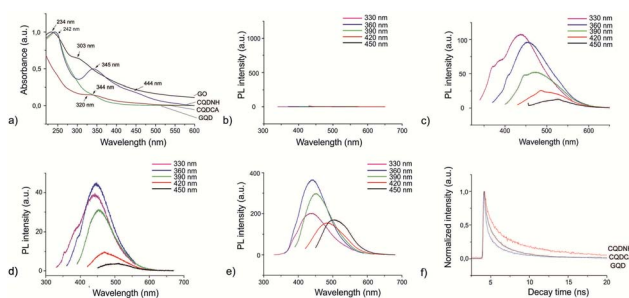 234 nm
242 nm
303 nm
345 nm
444 nm
344 nm
320 nm
GO
CQDNH
CQDCA
GQD
Absorbance (a.u.)
1,0
0,5
0,0
250 300 350 400 450 500 550 600
Wavelength (nm)
a)
330 nm
360 nm
390 nm
420 nm
450 nm
PL intensity (a.u.)
1000
800
600
400
200
0
300 400 500 600 700
Wavelength (nm)
b)
330 nm
360 nm
390 nm
420 nm
450 nm
PL intensity (a.u.)
100
50
0
400 500 600
Wavelength (nm)
c)
330 nm
360 nm
390 nm
420 nm
450 nm
PL intensity (a.u.)
40
20
0
300 400 500 600 700
Wavelength (nm)
d)
330 nm
360 nm
390 nm
420 nm
450 nm
PL intensity (a.u.)
400
200
0
300 400 500 600 700
Wavelength (nm)
e)
Normalized intensity (a.u.)
1.0
0.5
0.0
5 10 15 20
Decay time (ns)
CQDNH
CQDC
GQD
f)